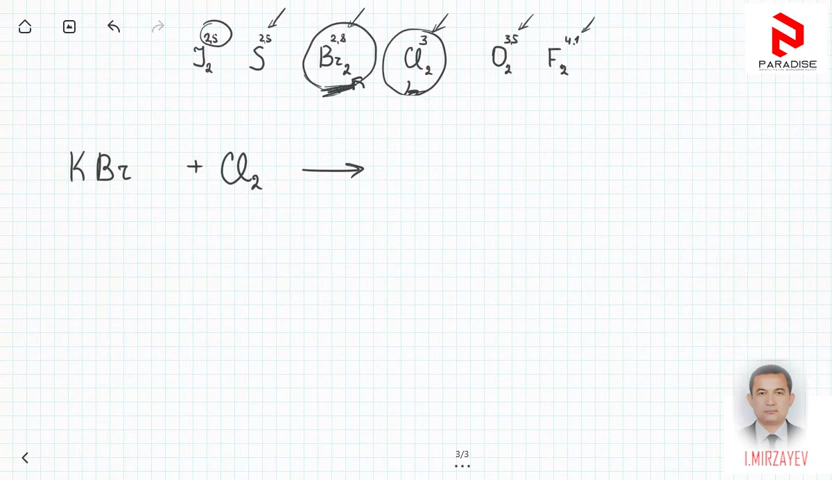 2,5 2,5 2,8 3 3,5 4,1
J₂ S Br₂ Cl₂ O₂ F₂
PARADISE
KBr + Cl₂ →
I.MIRZAYEV
3/3